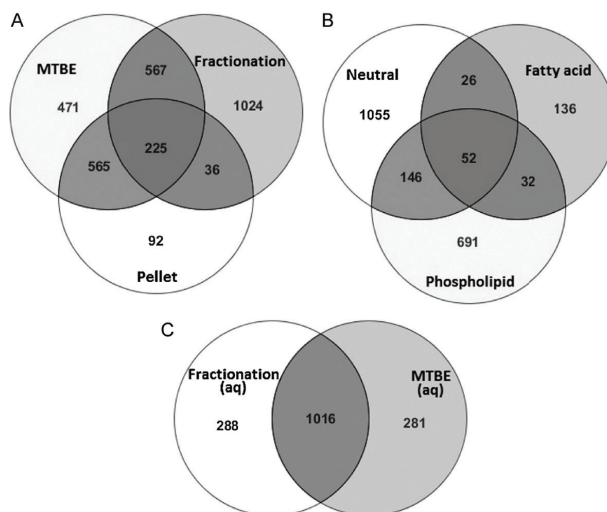 A
B
MTBE
567
Fractionation
471
1024
225
565
36
92
Pellet
Neutral
26
Fatty acid
1055
136
52
146
32
691
Phospholipid
C
Fractionation
(aq)
MTBE
(aq)
288
1016
281